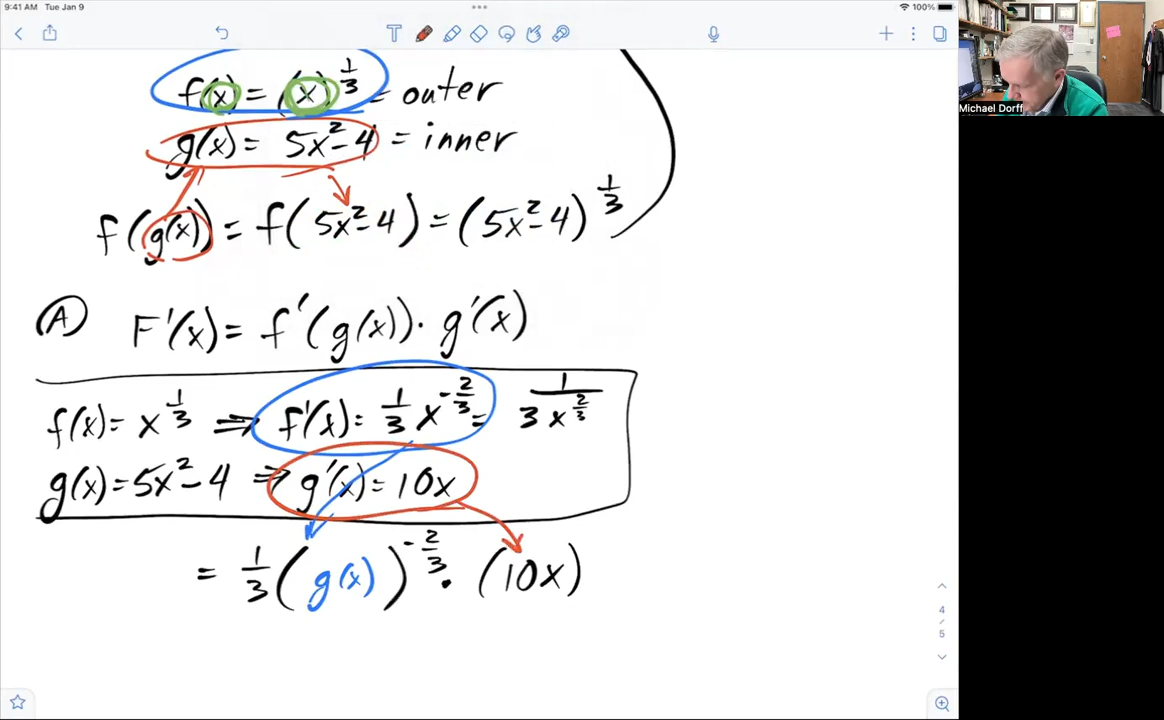 9:41 AM Tue Jan 9
100%
f(x) = (x)^{1/3} = outer
g(x) = 5x²-4 = inner
f(g(x)) = f(5x²-4) = (5x²-4)^{1/3}
Ⓐ F'(x) = f'(g(x))·g'(x)
f(x) = x^{1/3} ⇒ f'(x) = 1/3 x^{-2/3} = 1/(3x^{2/3})
g(x) = 5x²-4 ⇒ g'(x) = 10x
= 1/3 (g(x))^{-2/3} · (10x)
4
/
5
Michael Dorff